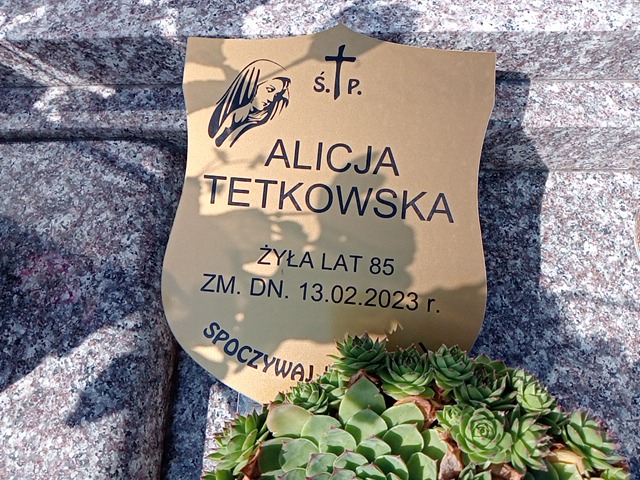 Ś. P.
ALICJA
TETKOWSKA
ŻYŁA LAT 85
ZM. DN. 13.02.2023 r.
SPOCZYWAJ